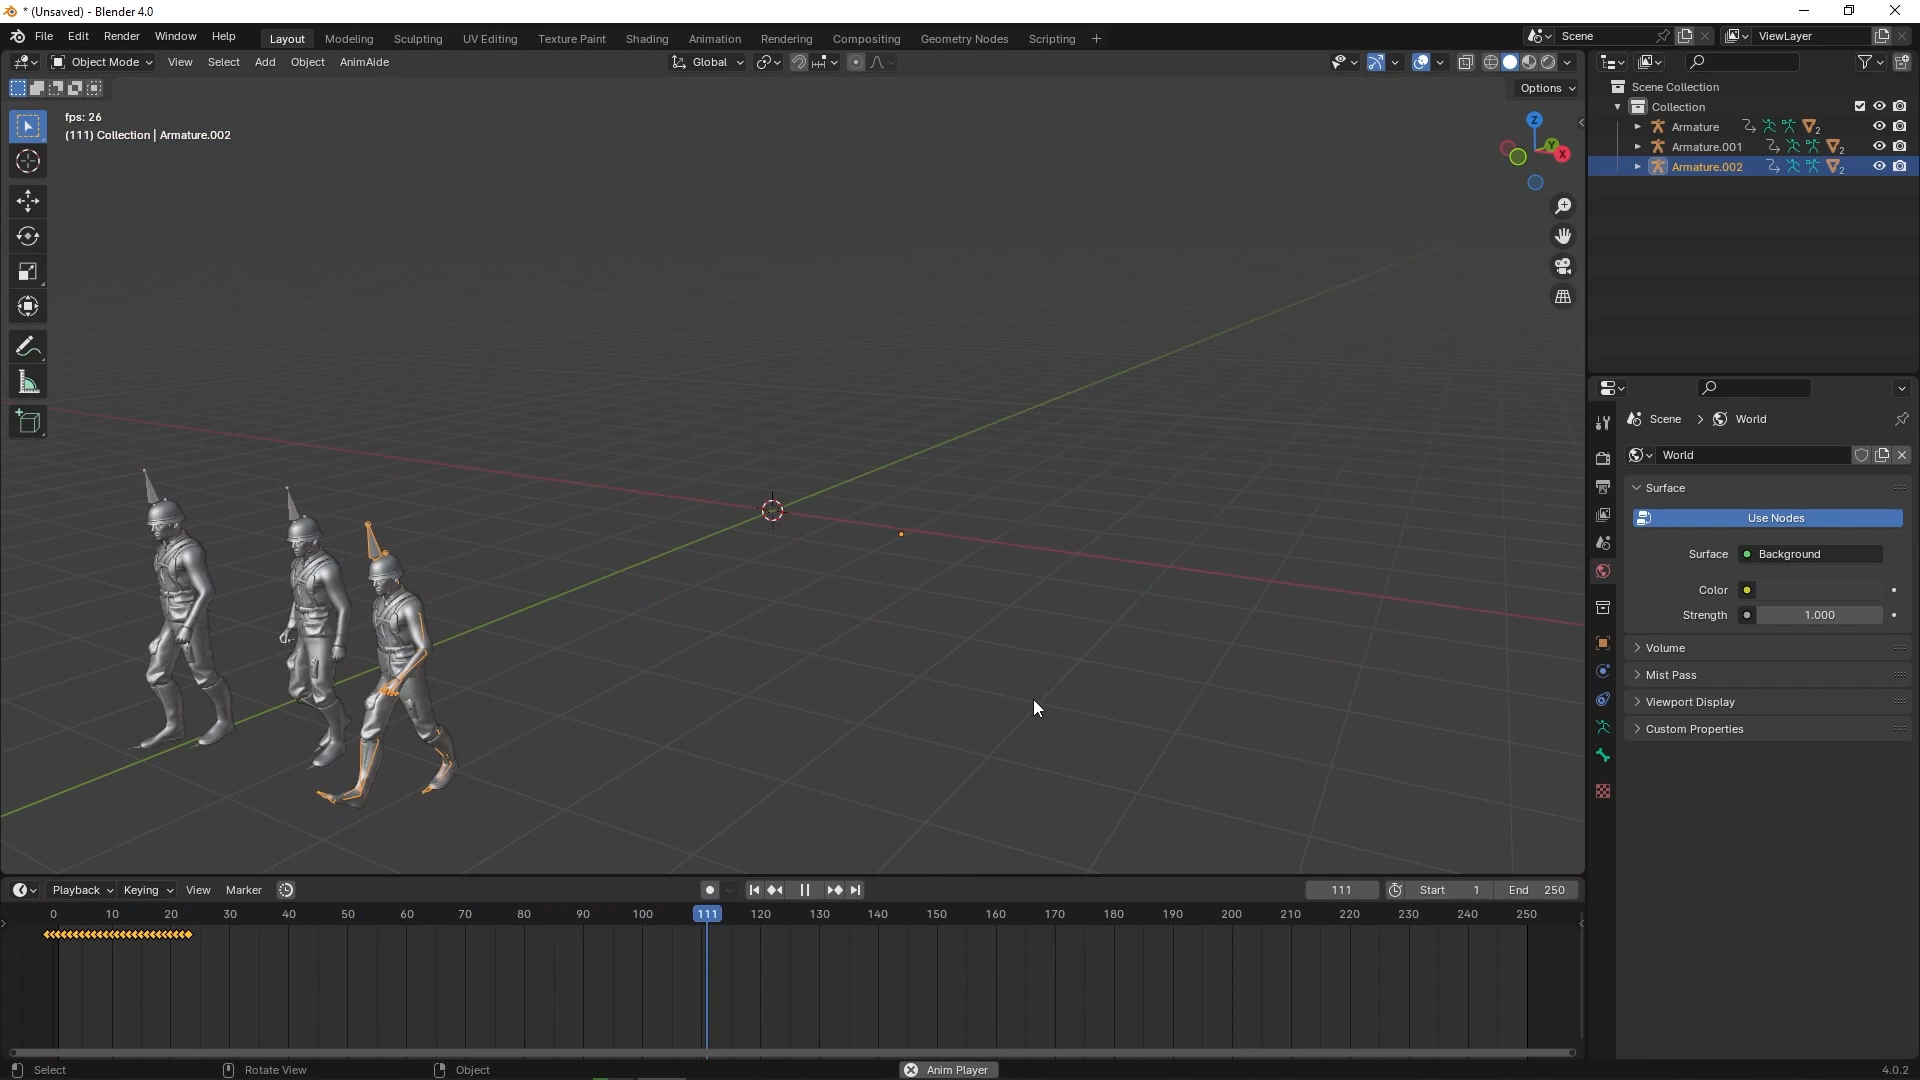 * (Unsaved) - Blender 4.0
File Edit Render Window Help Layout Modeling Sculpting UV Editing Texture Paint Shading Animation Rendering Compositing Geometry Nodes Scripting + Scene ViewLayer
Object Mode View Select Add Object AnimAide Global
Options
fps: 26
(111) Collection | Armature.002
Z
Y
X
Scene Collection
Collection
Armature 2
Armature.001 2
Armature.002 2
Scene > World
World
Surface
Use Nodes
Surface Background
Color
Strength 1.000
Volume
Mist Pass
Viewport Display
Custom Properties
Playback Keying View Marker 111 Start 1 End 250
0 10 20 30 40 50 60 70 80 90 100 111 120 130 140 150 160 170 180 190 200 210 220 230 240 250
Select Rotate View Object Anim Player 4.0.2